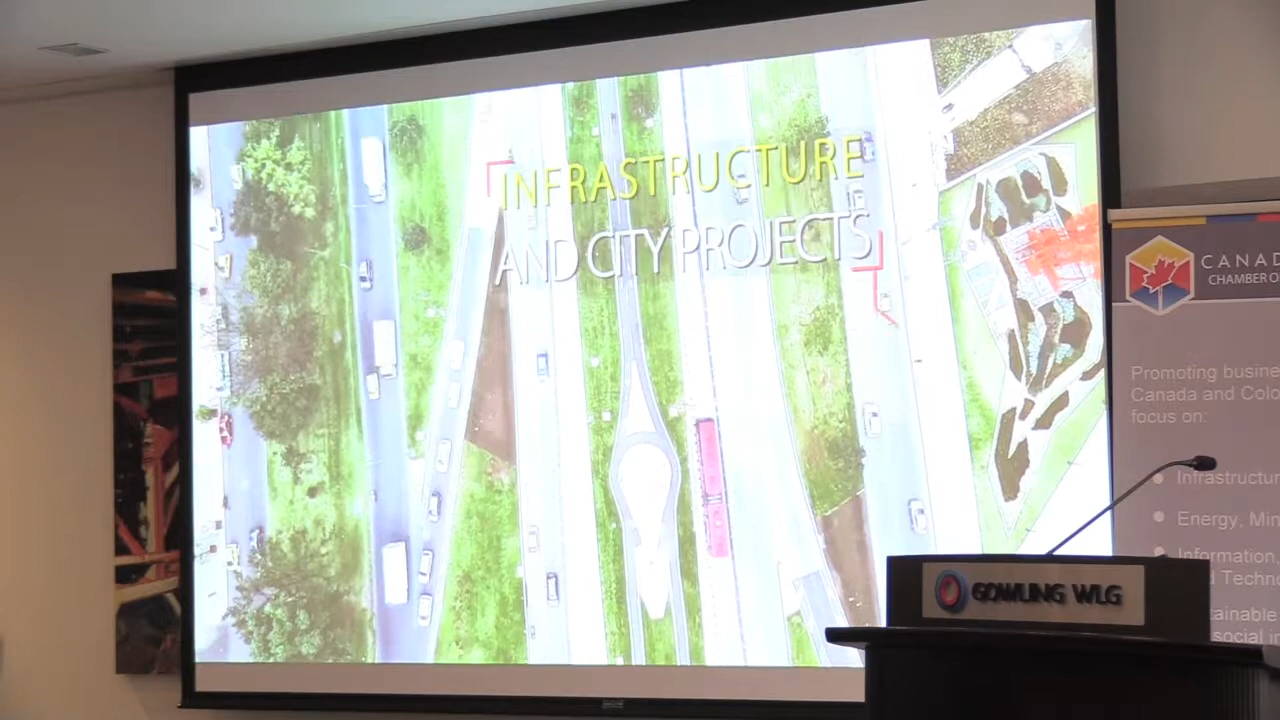 INFRASTRUCTURE
AND CITY PROJECTS
CANAD
CHAMBER O
Promoting busine
Canada and Colo
focus on:
Infrastructur
Energy, Min
Information,
d Techno
tainable
social in
GOWLING WLG